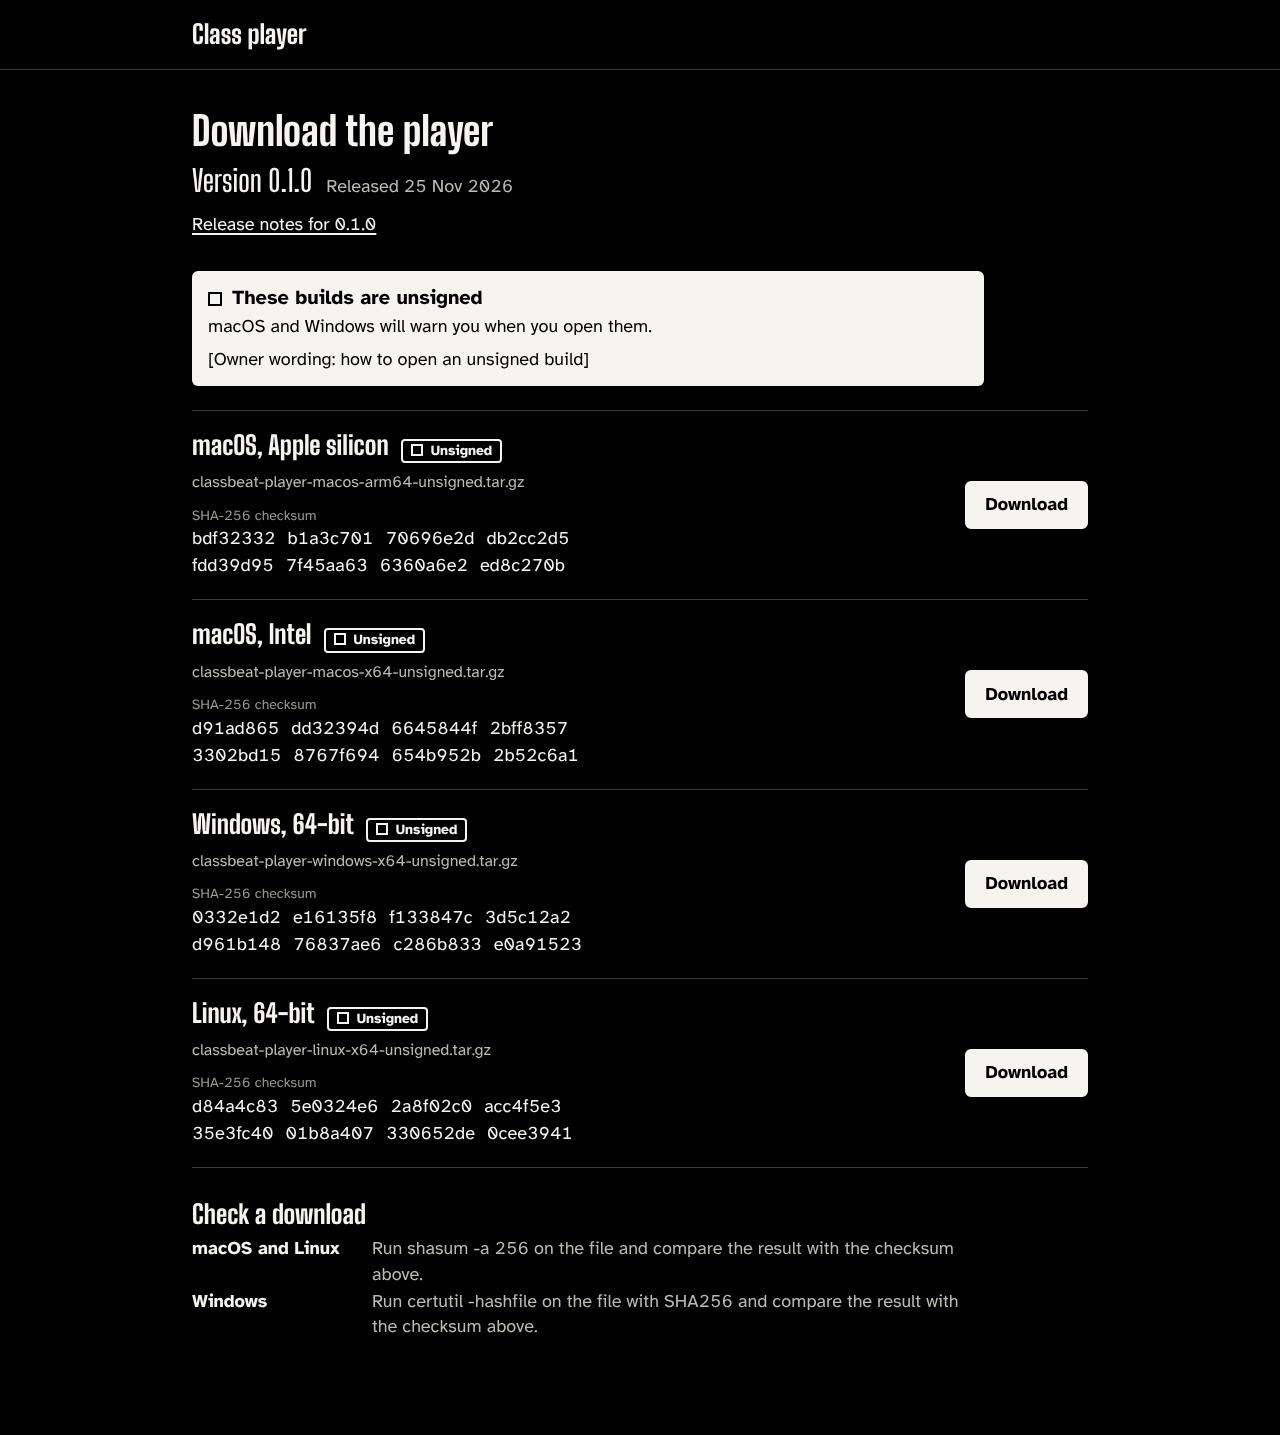 Class player
Download the player
Version 0.1.0 Released 25 Nov 2026
Release notes for 0.1.0
These builds are unsigned
macOS and Windows will warn you when you open them.
[Owner wording: how to open an unsigned build]
macOS, Apple silicon Unsigned
classbeat-player-macos-arm64-unsigned.tar.gz
Download
SHA-256 checksum
bdf32332 b1a3c701 70696e2d db2cc2d5
fdd39d95 7f45aa63 6360a6e2 ed8c270b
macOS, Intel Unsigned
classbeat-player-macos-x64-unsigned.tar.gz
Download
SHA-256 checksum
d91ad865 dd32394d 6645844f 2bff8357
3302bd15 8767f694 654b952b 2b52c6a1
Windows, 64-bit Unsigned
classbeat-player-windows-x64-unsigned.tar.gz
Download
SHA-256 checksum
0332e1d2 e16135f8 f133847c 3d5c12a2
d961b148 76837ae6 c286b833 e0a91523
Linux, 64-bit Unsigned
classbeat-player-linux-x64-unsigned.tar.gz
Download
SHA-256 checksum
d84a4c83 5e0324e6 2a8f02c0 acc4f5e3
35e3fc40 01b8a407 330652de 0cee3941
Check a download
macOS and Linux Run shasum -a 256 on the file and compare the result with the checksum
above.
Windows Run certutil -hashfile on the file with SHA256 and compare the result with
the checksum above.